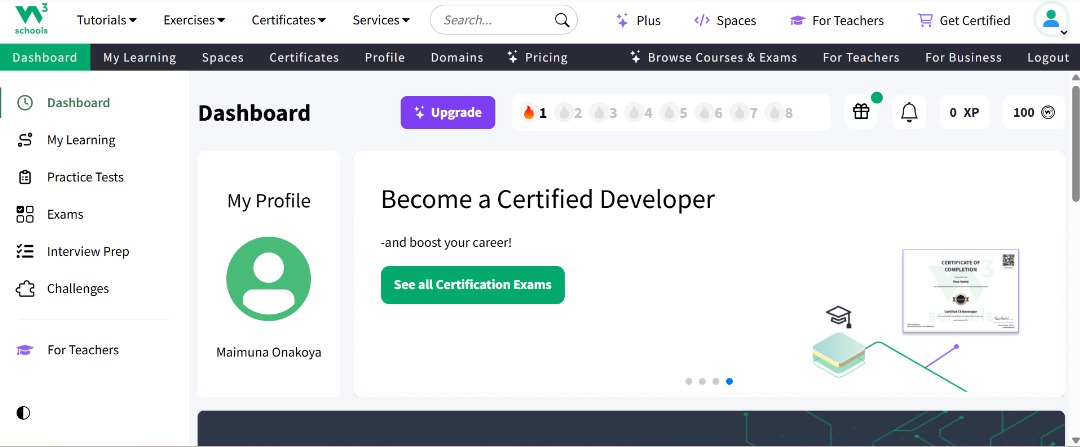 W3 schools
Tutorials Exercises Certificates Services Search... Plus Spaces For Teachers Get Certified
Dashboard My Learning Spaces Certificates Profile Domains Pricing Browse Courses & Exams For Teachers For Business Logout
Dashboard
My Learning
Practice Tests
Exams
Interview Prep
Challenges
For Teachers
Dashboard Upgrade 1 2 3 4 5 6 7 8 0 XP 100
My Profile
Maimuna Onakoya
Become a Certified Developer
-and boost your career!
See all Certification Exams
CERTIFICATE OF
COMPLETION